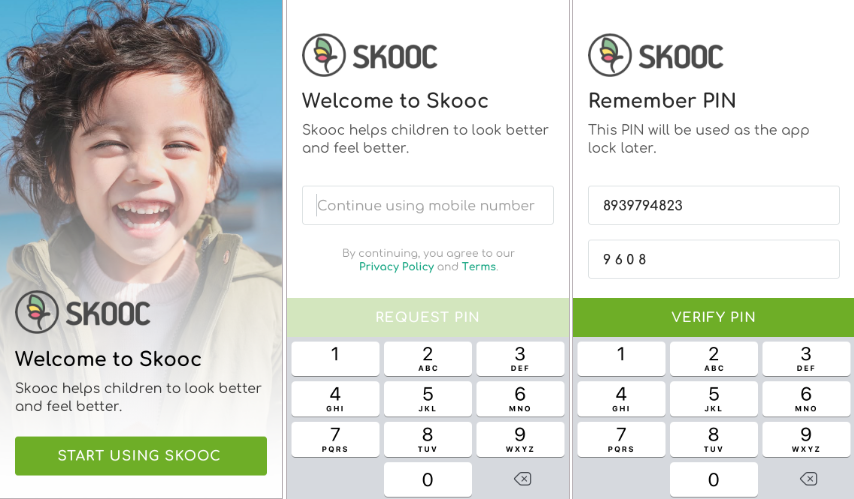 SKOOC
Welcome to Skooc
Skooc helps children to look better
and feel better.
START USING SKOOC
SKOOC
Welcome to Skooc
Skooc helps children to look better
and feel better.
Continue using mobile number
By continuing, you agree to our
Privacy Policy and Terms.
REQUEST PIN
1 2 3
ABC DEF
4 5 6
GHI JKL MNO
7 8 9
PQRS TUV WXYZ
0
SKOOC
Remember PIN
This PIN will be used as the app
lock later.
8939794823
9 6 0 8
VERIFY PIN
1 2 3
ABC DEF
4 5 6
GHI JKL MNO
7 8 9
PQRS TUV WXYZ
0